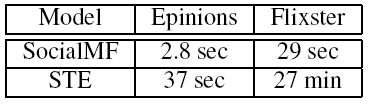 Model Epinions Flixster
SocialMF 2.8 sec 29 sec
STE 37 sec 27 min